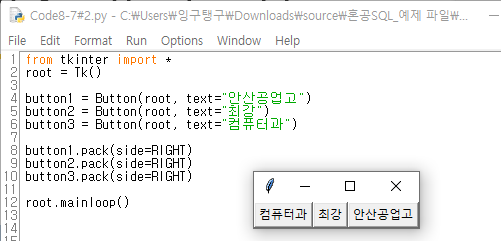 Code8-7#2.py - C:₩Users₩잉구탱구₩Downloads₩source₩혼공SQL_예제 파일₩...
File Edit Format Run Options Window Help
1 from tkinter import *
2 root = Tk()
3
4 button1 = Button(root, text="안산공업고")
5 button2 = Button(root, text="최강")
6 button3 = Button(root, text="컴퓨터과")
7
8 button1.pack(side=RIGHT)
9 button2.pack(side=RIGHT)
10 button3.pack(side=RIGHT)
11
12 root.mainloop()
13
14
15
컴퓨터과 최강 안산공업고